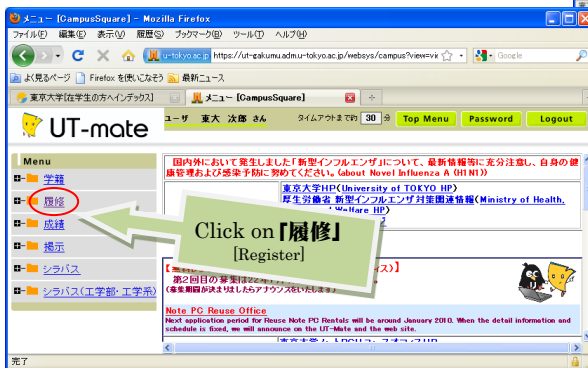 メニュー [CampusSquare] - Mozilla Firefox
ファイル(F) 編集(E) 表示(V) 履歴(S) ブックマーク(B) ツール(T) ヘルプ(H)
u-tokyo.ac.jp https://ut-gakumu.adm.u-tokyo.ac.jp/websys/campus?view=vie
Google
よく見るページ Firefox を使いこなそう 最新ニュース
東京大学[在学生の方へインデックス]
メニュー [CampusSquare]
UT-mate
ユーザ 東大 次郎 さん タイムアウトまで約 30 分 Top Menu Password Logout
Menu
学籍
履修
成績
掲示
シラバス
シラバス(工学部・工学系)
国内外において発生しました「新型インフルエンザ」について、最新情報等に充分注意し、自身の健
康管理および感染予防に努めてください。(about Novel Influenza A (H1N1))
東京大学HP(University of TOKYO HP)
厚生労働省 新型インフルエンザ対策関連情報(Ministry of Health,
Welfare HP)
Click on『履修』
[Register]
第2回目の募集は22年1月
(募集期間が決まりましたらアナウンスをいたします)
Note PC Reuse Office
Next application period for Reuse Note PC Rentals will be around January 2010. When the detail information and
schedule is fixed, we will announce on the UT-Mate and the web site.
完了